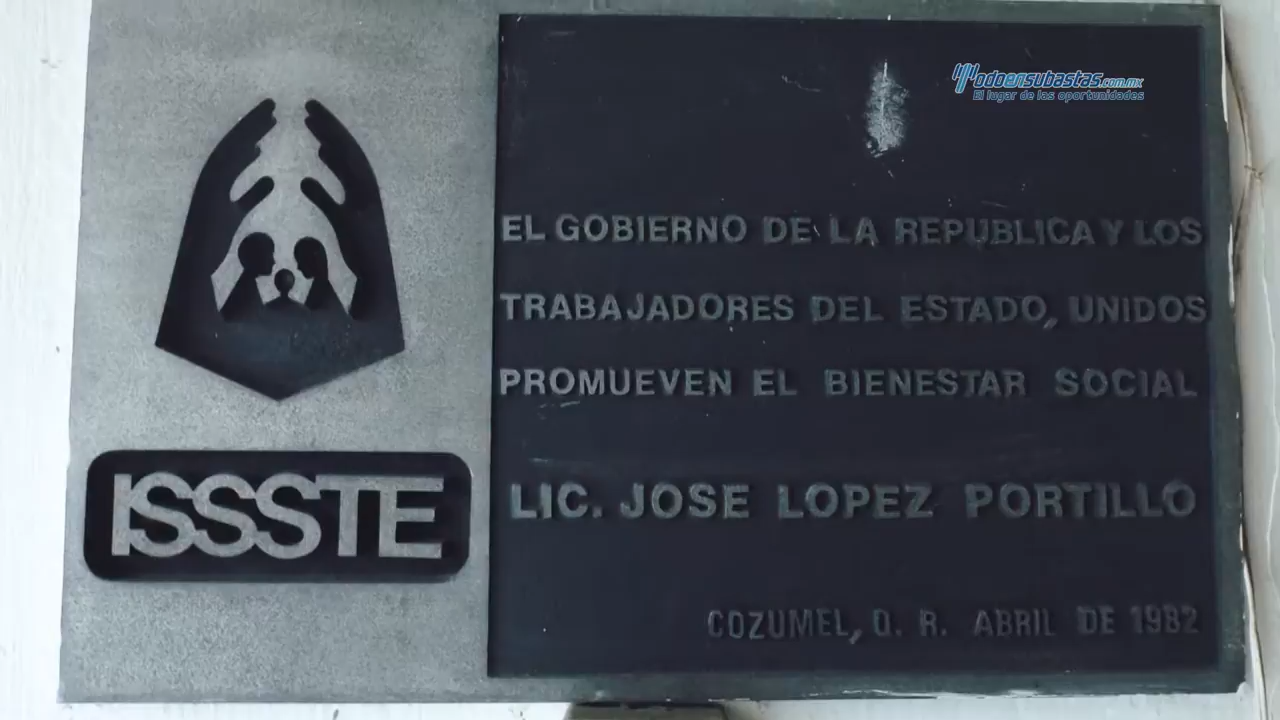 Todoensubastas.com.mx
El lugar de las oportunidades
EL GOBIERNO DE LA REPUBLICA Y LOS
TRABAJADORES DEL ESTADO, UNIDOS
PROMUEVEN EL BIENESTAR SOCIAL
LIC. JOSE LOPEZ PORTILLO
COZUMEL, Q. R. ABRIL DE 1982
ISSSTE